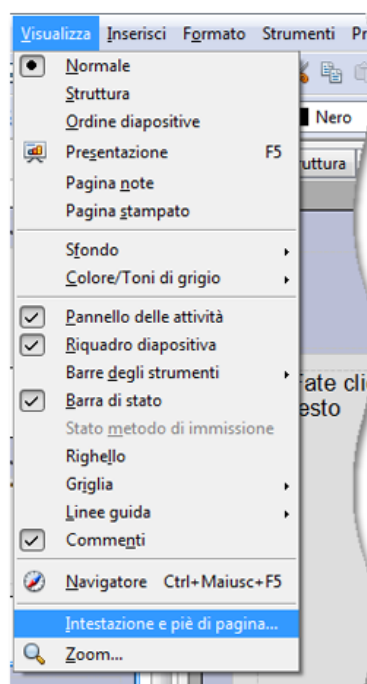 Visualizza Inserisci Formato Strumenti
Normale
Struttura
Ordine diapositive
Nero
Presentazione F5
Pagina note
Pagina stampato
Sfondo
Colore/Toni di grigio
Pannello delle attività
Riquadro diapositiva
Barre degli strumenti
Barra di stato
Stato metodo di immissione
Righello
Griglia
Linee guida
Commenti
Navigatore Ctrl+Maiusc+F5
Intestazione e piè di pagina...
Zoom...